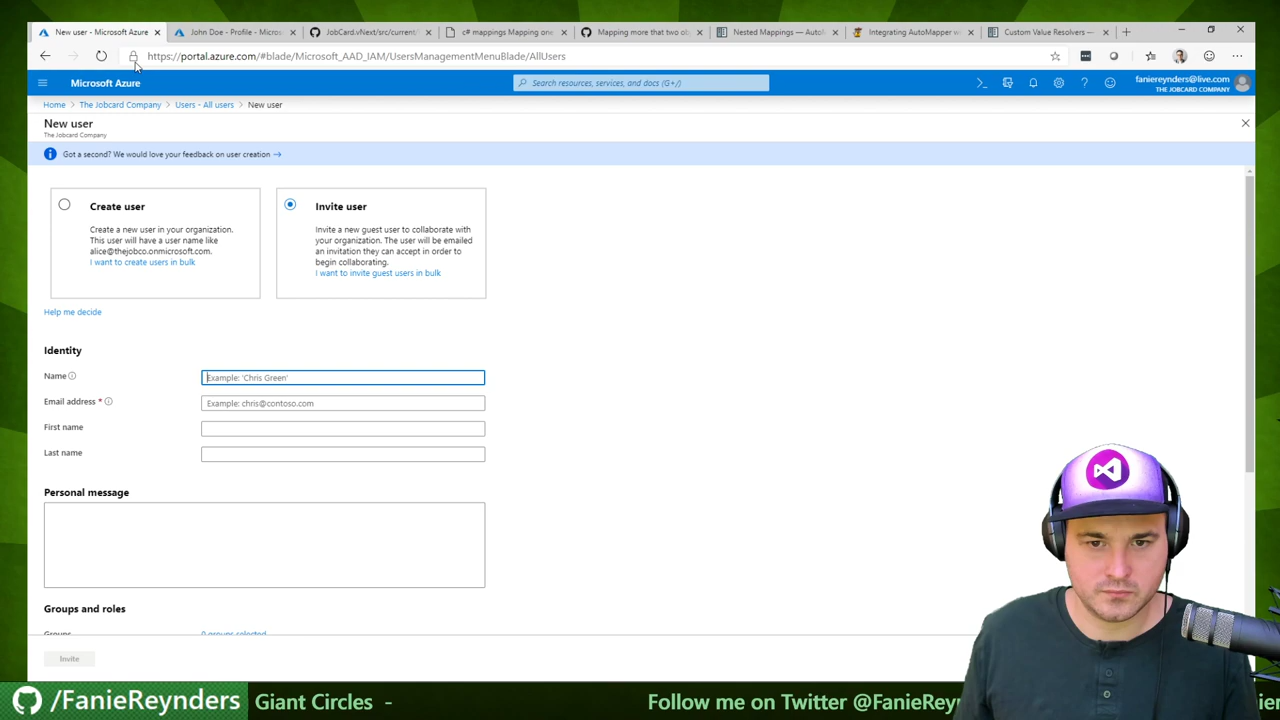 New user - Microsoft Azure
John Doe - Profile - Microsoft
JobCard.vNext/src/current/
c# mappings Mapping one
Mapping more that two ob
Nested Mappings — AutoM
Integrating AutoMapper w
Custom Value Resolvers —
https://portal.azure.com/#blade/Microsoft_AAD_IAM/UsersManagementMenuBlade/AllUsers
Microsoft Azure
Search resources, services, and docs (G+/)
faniereynders@live.com
THE JOBCARD COMPANY
Home > The Jobcard Company > Users - All users > New user
New user
The Jobcard Company
Got a second? We would love your feedback on user creation →
Create user
Create a new user in your organization.
This user will have a user name like
alice@thejobco.onmicrosoft.com.
I want to create users in bulk
Invite user
Invite a new guest user to collaborate with
your organization. The user will be emailed
an invitation they can accept in order to
begin collaborating.
I want to invite guest users in bulk
Help me decide
Identity
Name
Example: 'Chris Green'
Email address *
Example: chris@contoso.com
First name
Last name
Personal message
Groups and roles
Groups
0 groups selected
Invite
/FanieReynders
Giant Circles -
Follow me on Twitter @FanieReyn